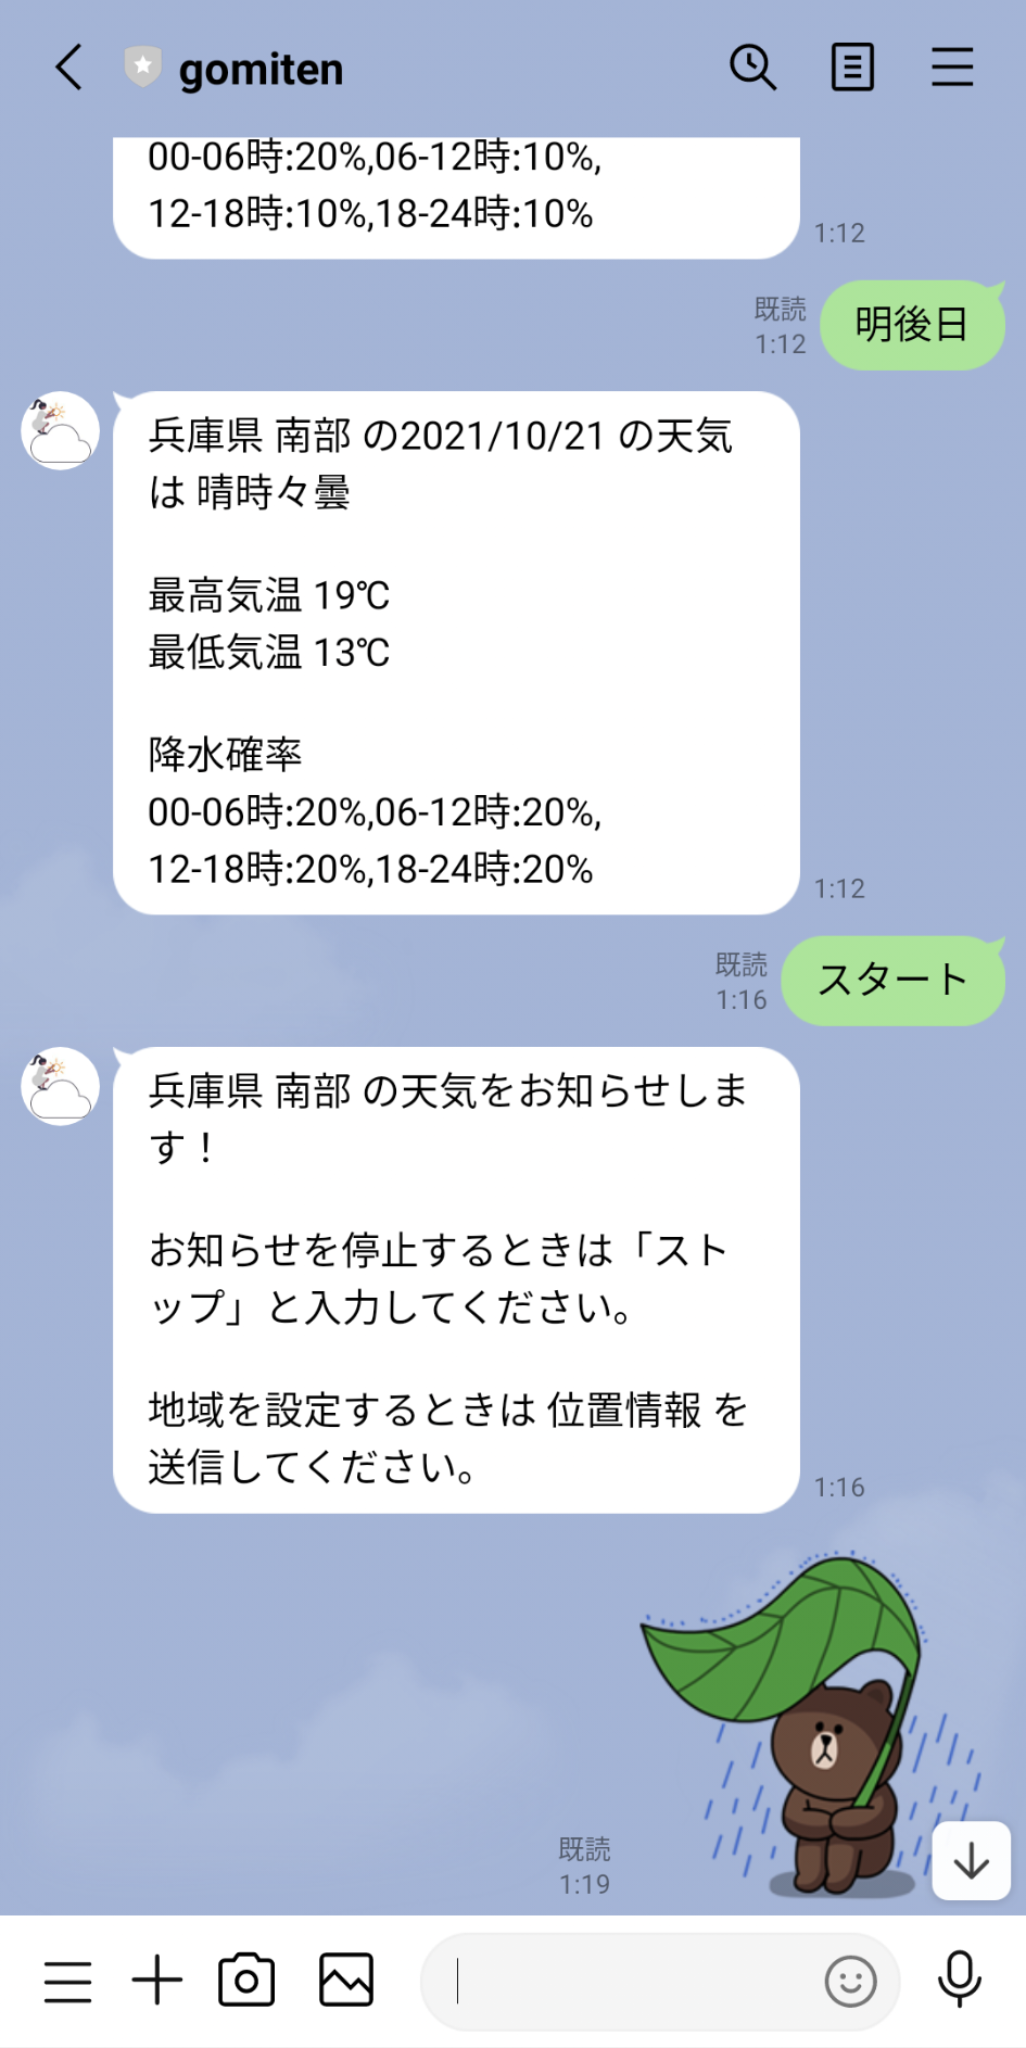 gomiten
00-06時:20%,06-12時:10%,
12-18時:10%,18-24時:10%
1:12
既読
1:12
明後日
兵庫県 南部 の2021/10/21 の天気
は 晴時々曇
最高気温 19℃
最低気温 13℃
降水確率
00-06時:20%,06-12時:20%,
12-18時:20%,18-24時:20%
1:12
既読
1:16
スタート
兵庫県 南部 の天気をお知らせしま
す！
お知らせを停止するときは「スト
ップ」と入力してください。
地域を設定するときは 位置情報 を
送信してください。
1:16
既読
1:19